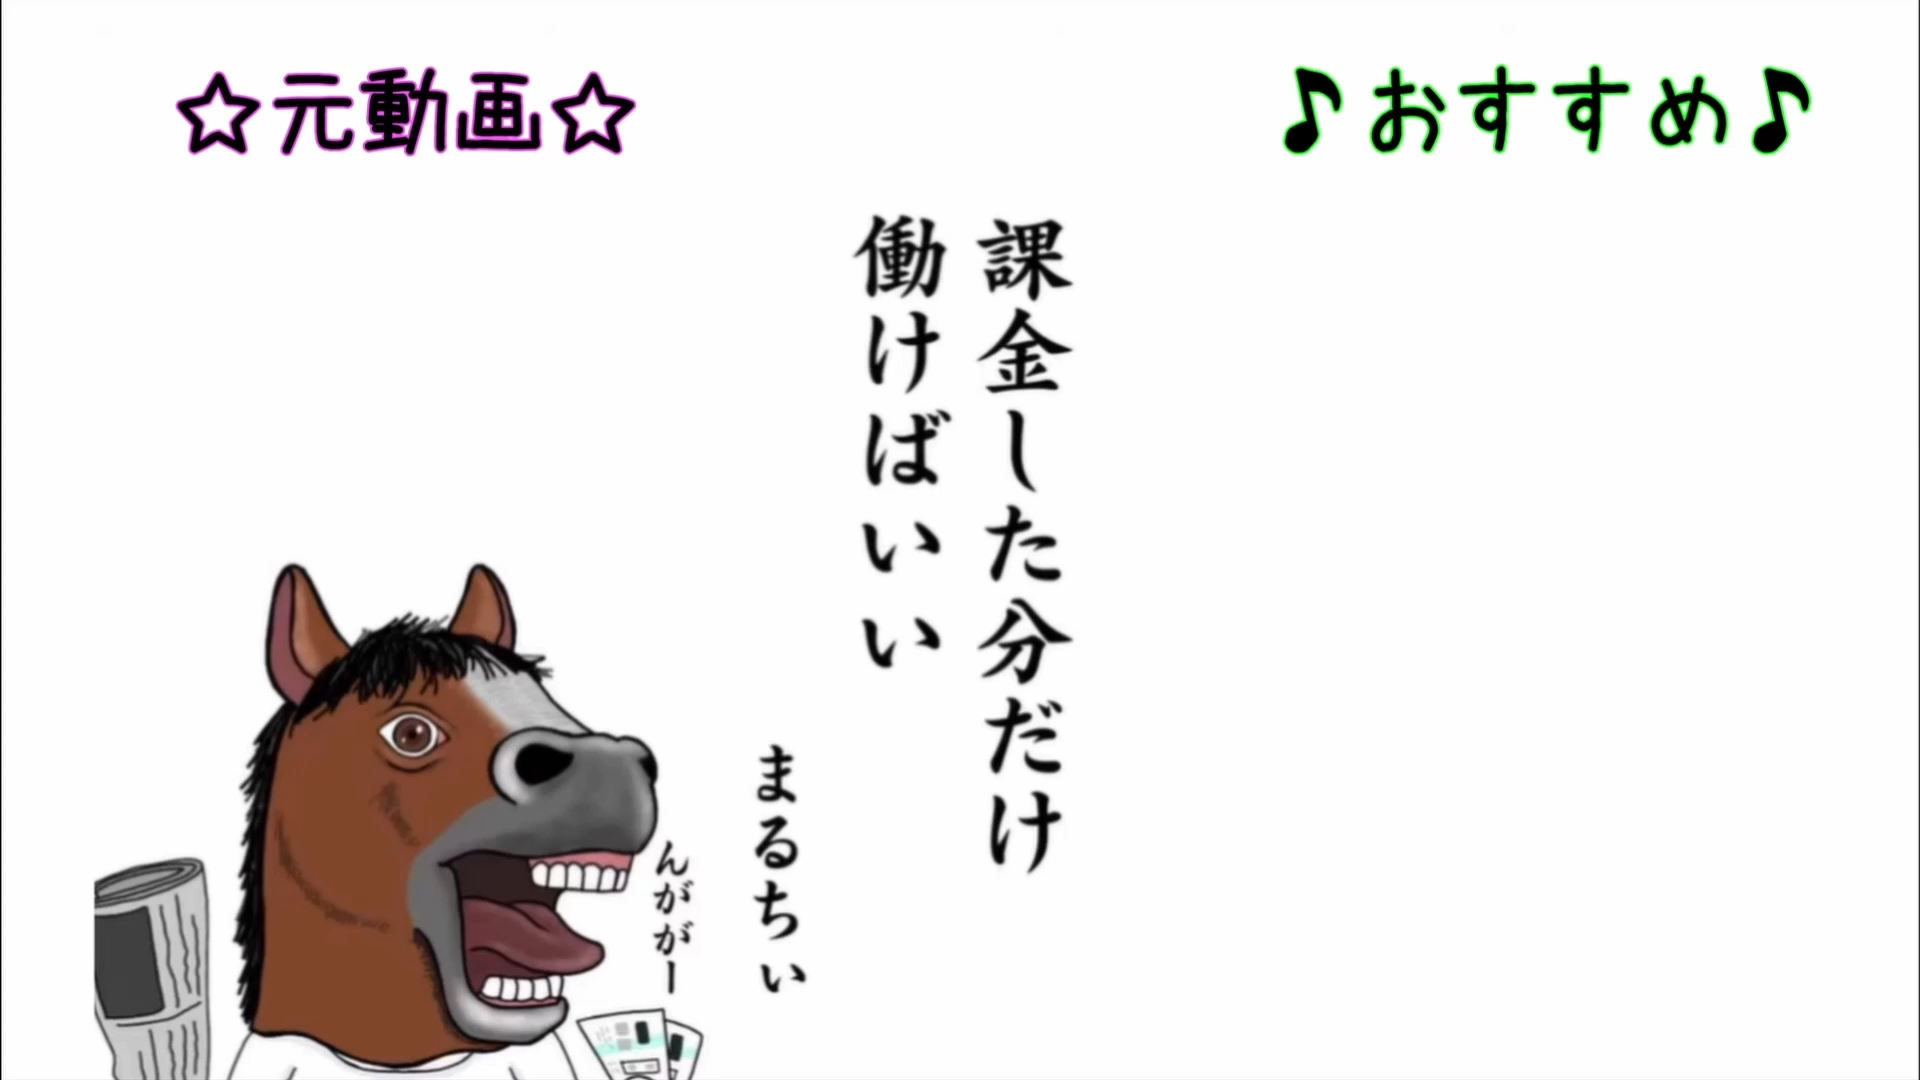 ☆元動画☆
♪おすすめ♪
課金した分だけ
働けばいい
まるちぃ
んががー